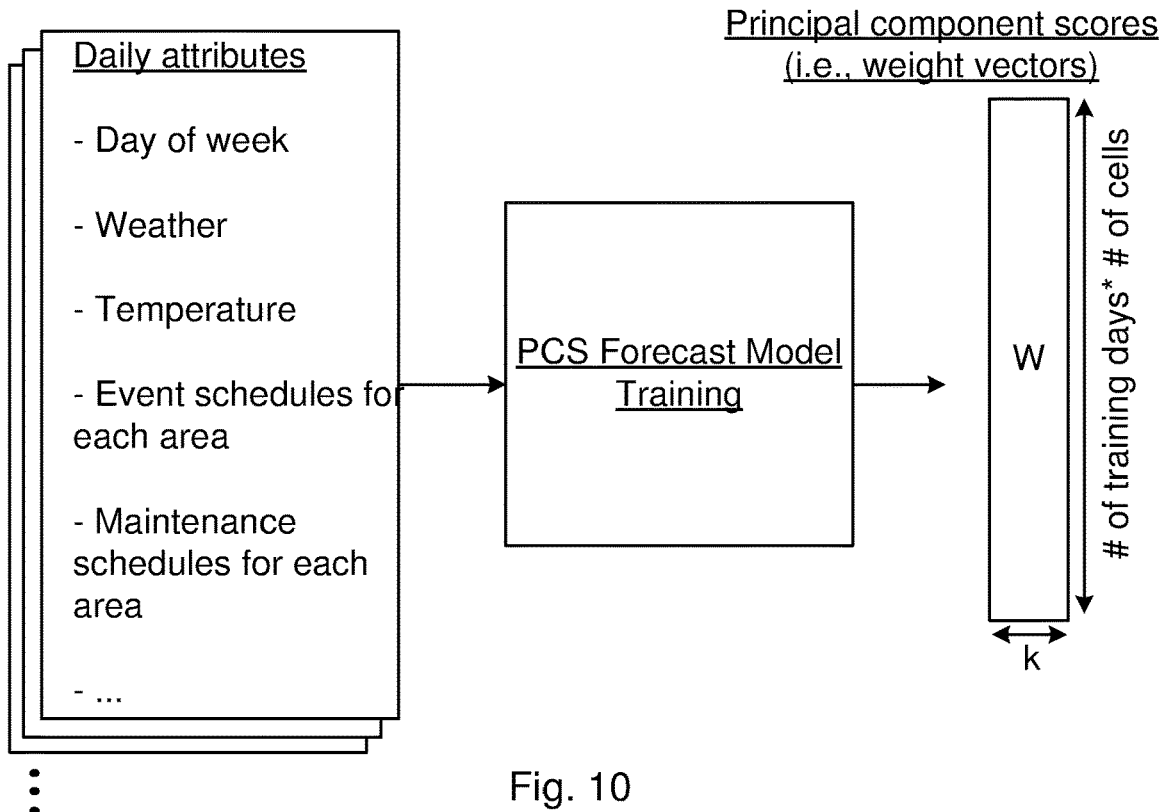 Daily attributes
- Day of week
- Weather
- Temperature
- Event schedules for
each area
- Maintenance
schedules for each
area
- ...
PCS Forecast Model
Training
Principal component scores
(i.e., weight vectors)
W
# of training days* # of cells
k
Fig. 10